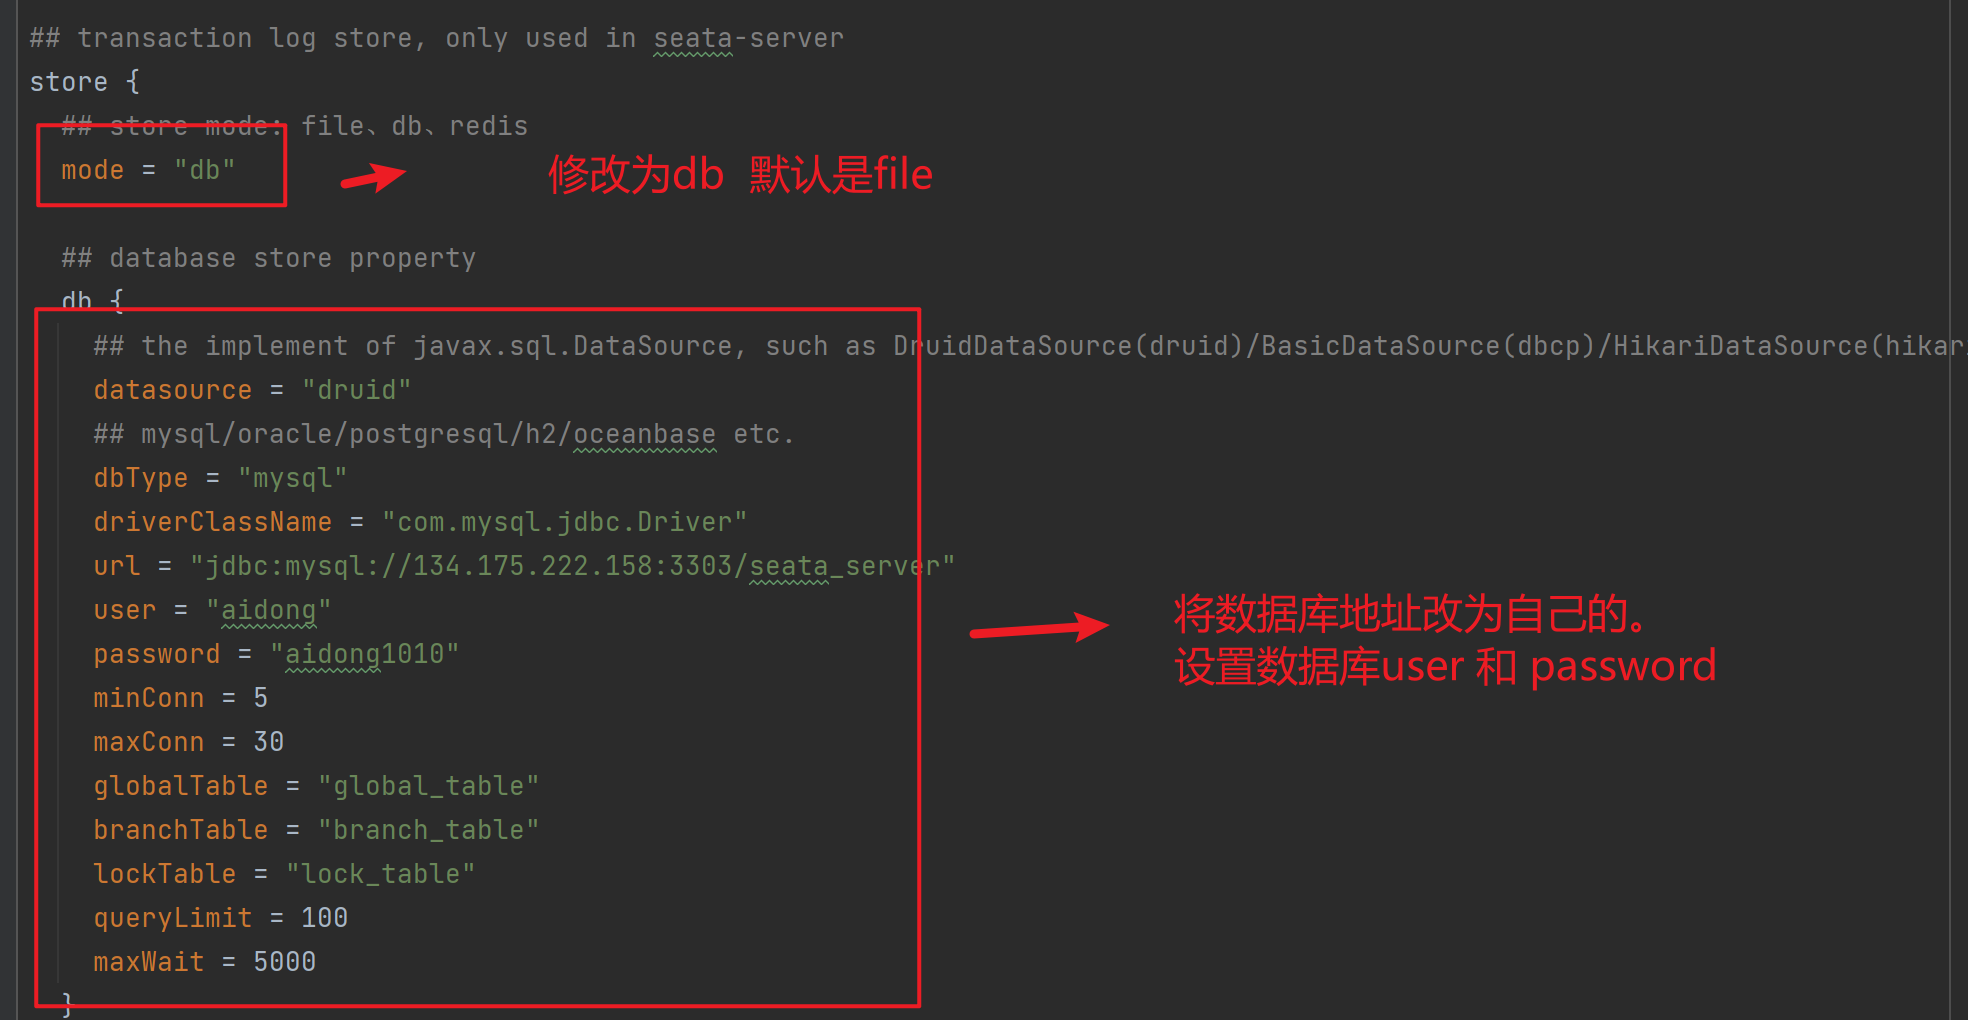 ## transaction log store, only used in seata-server
store {
## store mode: file、db、redis
mode = "db"
修改为db 默认是file
## database store property
db {
## the implement of javax.sql.DataSource, such as DruidDataSource(druid)/BasicDataSource(dbcp)/HikariDataSource(hikari
datasource = "druid"
## mysql/oracle/postgresql/h2/oceanbase etc.
dbType = "mysql"
driverClassName = "com.mysql.jdbc.Driver"
url = "jdbc:mysql://134.175.222.158:3303/seata_server"
user = "aidong"
password = "aidong1010"
将数据库地址改为自己的。
设置数据库user 和 password
minConn = 5
maxConn = 30
globalTable = "global_table"
branchTable = "branch_table"
lockTable = "lock_table"
queryLimit = 100
maxWait = 5000
}